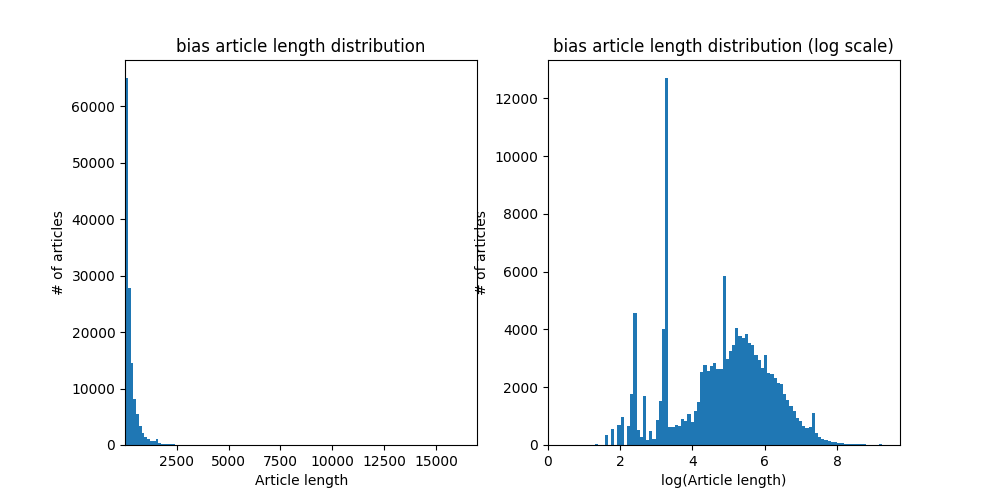 bias article length distribution
# of articles
60000
50000
40000
30000
20000
10000
0
2500 5000 7500 10000 12500 15000
Article length
bias article length distribution (log scale)
# of articles
12000
10000
8000
6000
4000
2000
0
0 2 4 6 8
log(Article length)